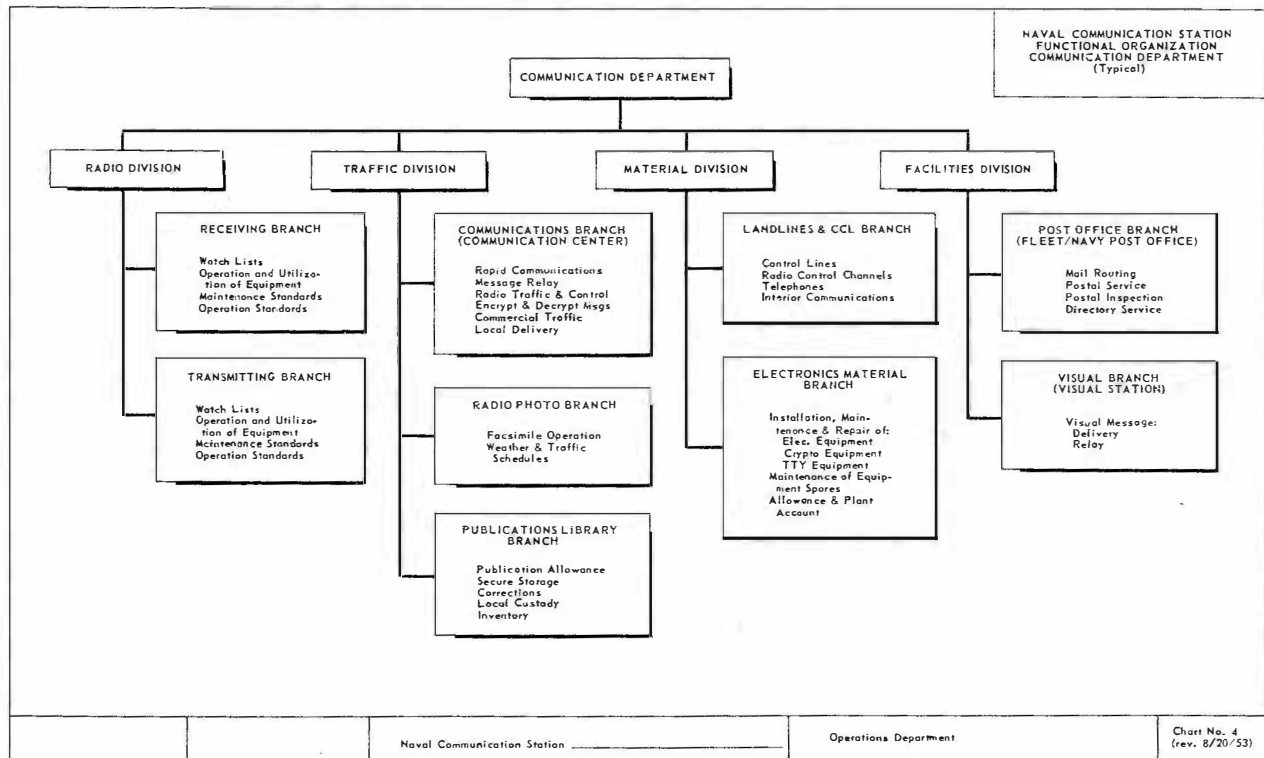 NAVAL COMMUNICATION STATION
FUNCTIONAL ORGANIZATION
COMMUNICATION DEPARTMENT
(Typical)
COMMUNICATION DEPARTMENT
RADIO DIVISION
TRAFFIC DIVISION
MATERIAL DIVISION
FACILITIES DIVISION
RECEIVING BRANCH
Watch Lists
Operation and Utiliza-
tion of Equipment
Maintenance Standards
Operation Standards
TRANSMITTING BRANCH
Watch Lists
Operation and Utiliza-
tion of Equipment
Maintenance Standards
Operation Standards
COMMUNICATIONS BRANCH
(COMMUNICATION CENTER)
Rapid Communications
Message Relay
Radio Traffic & Control
Encrypt & Decrypt Msgs
Commercial Traffic
Local Delivery
RADIO PHOTO BRANCH
Facsimile Operation
Weather & Traffic
Schedules
PUBLICATIONS LIBRARY
BRANCH
Publication Allowance
Secure Storage
Corrections
Local Custody
Inventory
LANDLINES & CCL BRANCH
Control Lines
Radio Control Channels
Telephones
Interior Communications
ELECTRONICS MATERIAL
BRANCH
Installation, Main-
tenance & Repair of:
Elec. Equipment
Crypto Equipment
TTY Equipment
Maintenance of Equip-
ment Spares
Allowance & Plant
Account
POST OFFICE BRANCH
(FLEET/NAVY POST OFFICE)
Mail Routing
Postal Service
Postal Inspection
Directory Service
VISUAL BRANCH
(VISUAL STATION)
Visual Message:
Delivery
Relay
Naval Communication Station
Operations Department
Chart No. 4
(rev. 8/20/53)